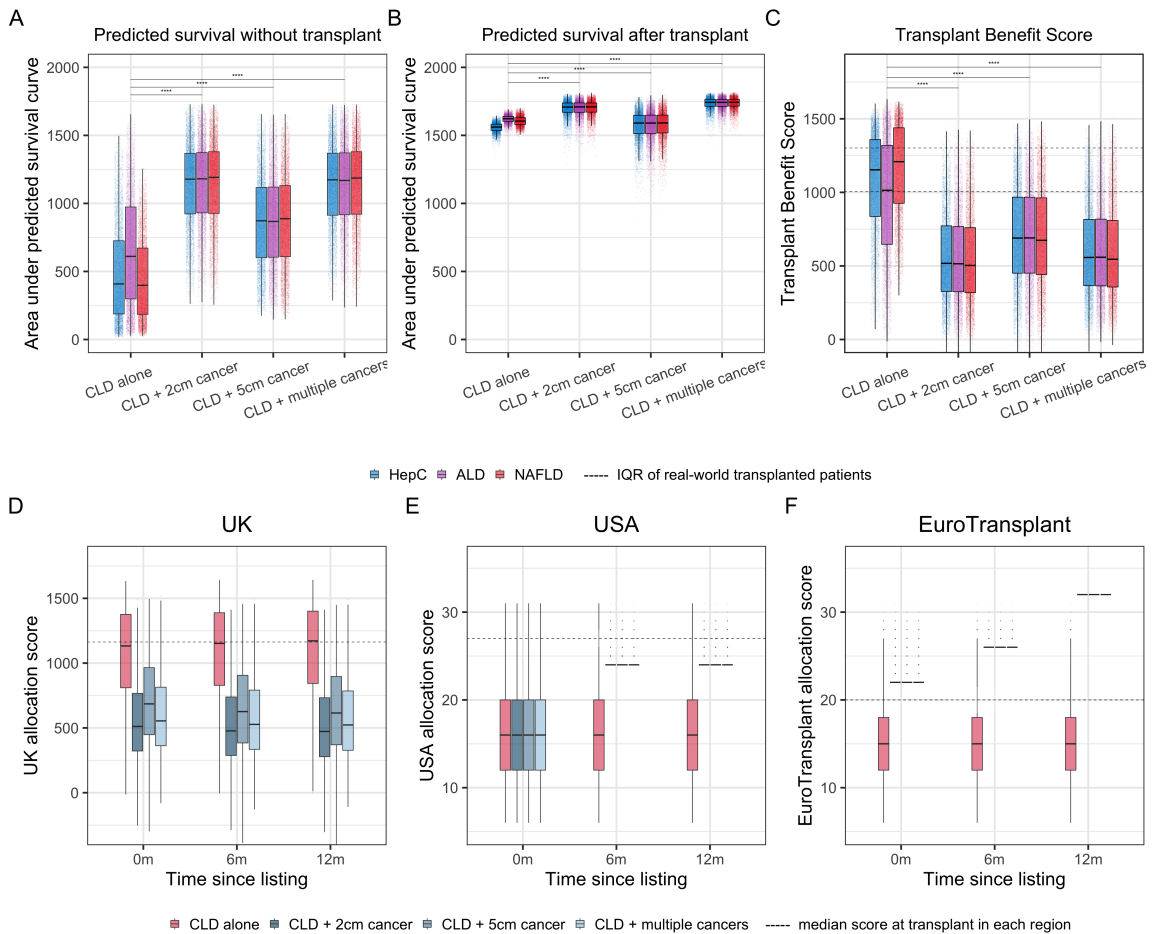 A
Predicted survival without transplant
Area under predicted survival curve
2000
1500
1000
500
0
****
****
****
CLD alone
CLD + 2cm cancer
CLD + 5cm cancer
CLD + multiple cancers
B
Predicted survival after transplant
Area under predicted survival curve
2000
1500
1000
500
0
****
****
****
CLD alone
CLD + 2cm cancer
CLD + 5cm cancer
CLD + multiple cancers
C
Transplant Benefit Score
Transplant Benefit Score
1500
1000
500
0
****
****
****
CLD alone
CLD + 2cm cancer
CLD + 5cm cancer
CLD + multiple cancers
HepC ALD NAFLD IQR of real-world transplanted patients
D
UK
UK allocation score
1500
1000
500
0
0m 6m 12m
Time since listing
E
USA
USA allocation score
30
20
10
0m 6m 12m
Time since listing
F
EuroTransplant
EuroTransplant allocation score
30
20
10
0m 6m 12m
Time since listing
CLD alone CLD + 2cm cancer CLD + 5cm cancer CLD + multiple cancers median score at transplant in each region